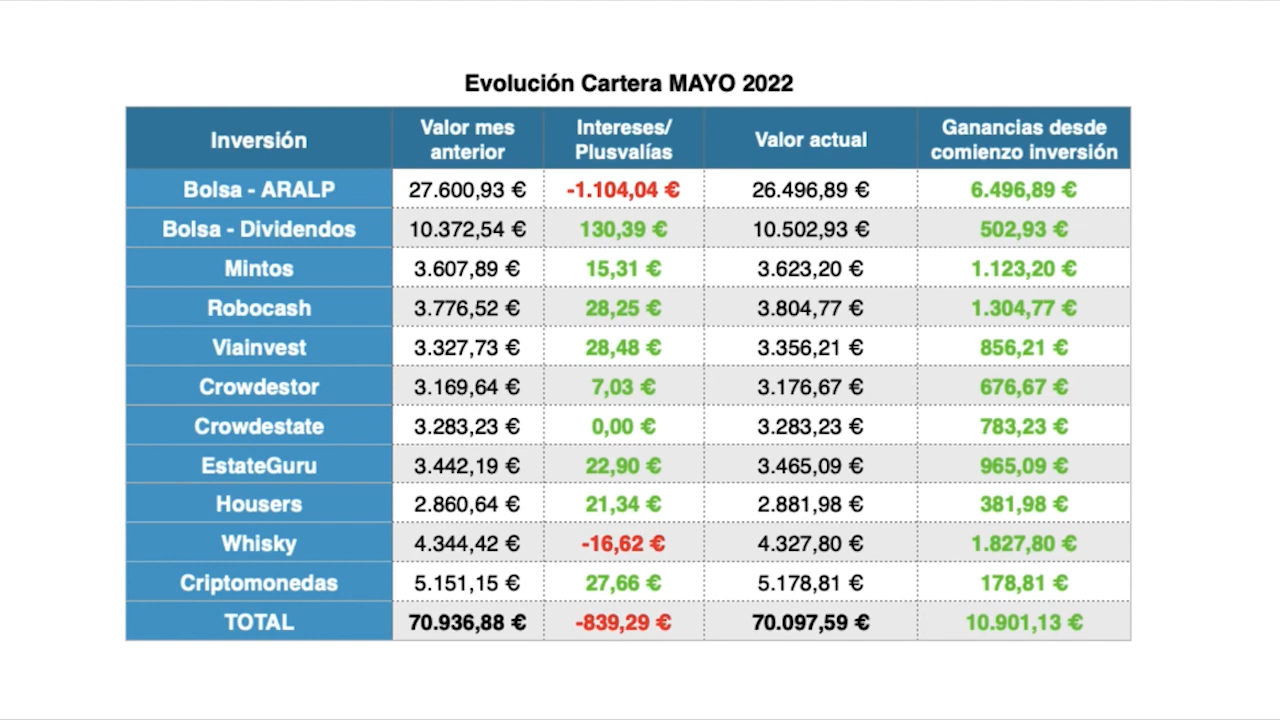 Evolución Cartera MAYO 2022
Inversión Valor mes anterior Intereses/ Plusvalías Valor actual Ganancias desde comienzo inversión
Bolsa - ARALP 27.600,93 € -1.104,04 € 26.496,89 € 6.496,89 €
Bolsa - Dividendos 10.372,54 € 130,39 € 10.502,93 € 502,93 €
Mintos 3.607,89 € 15,31 € 3.623,20 € 1.123,20 €
Robocash 3.776,52 € 28,25 € 3.804,77 € 1.304,77 €
Viainvest 3.327,73 € 28,48 € 3.356,21 € 856,21 €
Crowdestor 3.169,64 € 7,03 € 3.176,67 € 676,67 €
Crowdestate 3.283,23 € 0,00 € 3.283,23 € 783,23 €
EstateGuru 3.442,19 € 22,90 € 3.465,09 € 965,09 €
Housers 2.860,64 € 21,34 € 2.881,98 € 381,98 €
Whisky 4.344,42 € -16,62 € 4.327,80 € 1.827,80 €
Criptomonedas 5.151,15 € 27,66 € 5.178,81 € 178,81 €
TOTAL 70.936,88 € -839,29 € 70.097,59 € 10.901,13 €